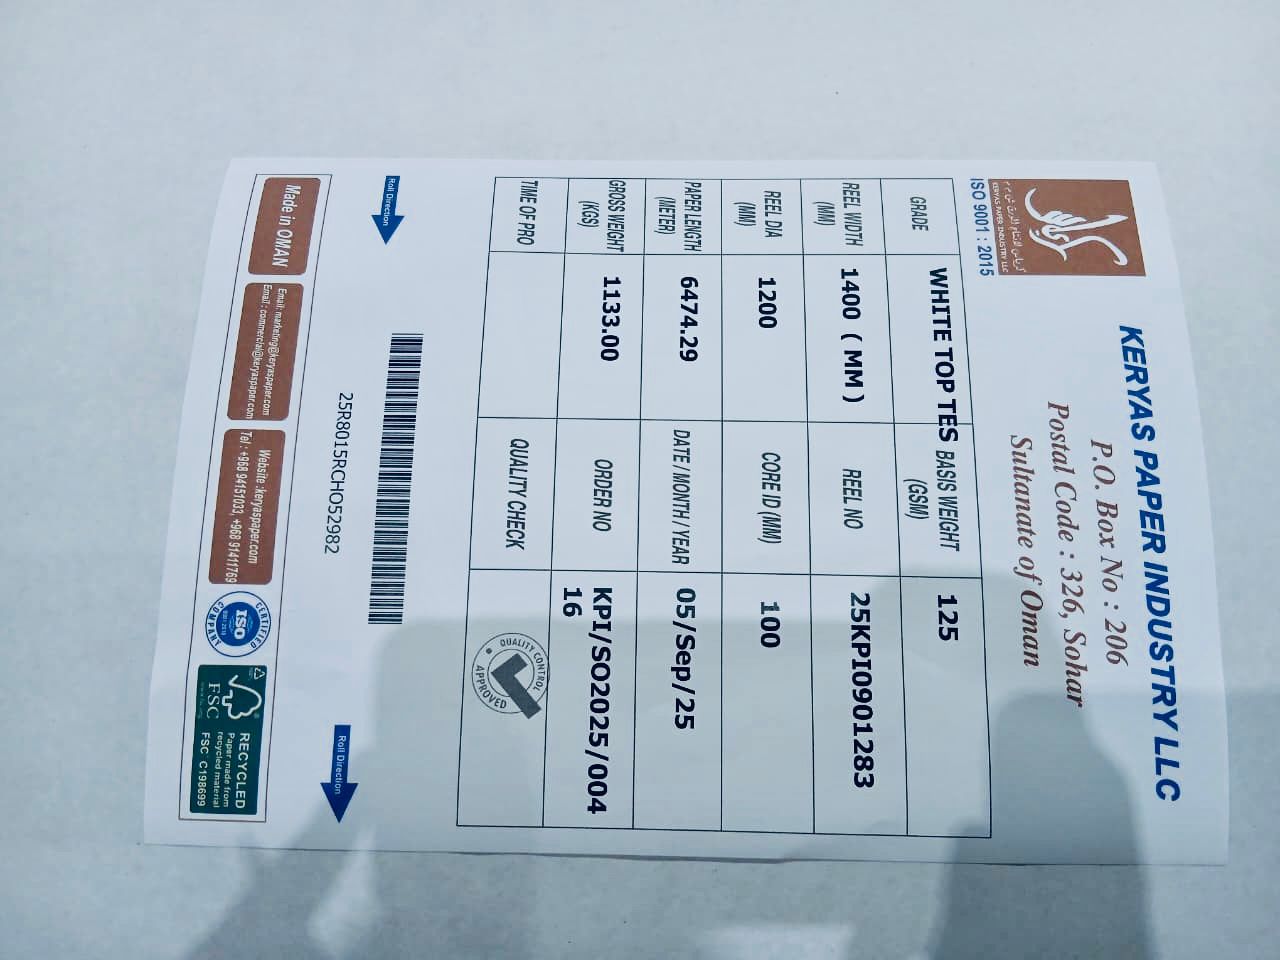 KERYAS PAPER INDUSTRY LLC
P.O. Box No : 206
Postal Code : 326, Sohar
Sultanate of Oman
KERYAS PAPER INDUSTRY LLC
ISO 9001 : 2015
GRADE WHITE TOP TES BASIS WEIGHT (GSM) 125
REEL WIDTH (MM) 1400 ( MM ) REEL NO 25KPI0901283
REEL DIA (MM) 1200 CORE ID (MM) 100
PAPER LENGTH (METER) 6474.29 DATE / MONTH / YEAR 05/Sep/25
GROSS WEIGHT (KGS) 1133.00 ORDER NO KPI/SO2025/004
16
TIME OF PRO QUALITY CHECK
QUALITY CONTROL
APPROVED
Roll Direction
25R8015RCHO52982
Roll Direction
Made in OMAN
Email: marketing@keryaspaper.com
Email : commercial@keryaspaper.com
Website :keryaspaper.com
Tel : +968 94151033, +968 91411769
CERTIFIED
ISO
COMPANY
FSC
RECYCLED
Paper made from
recycled material
FSC C198699